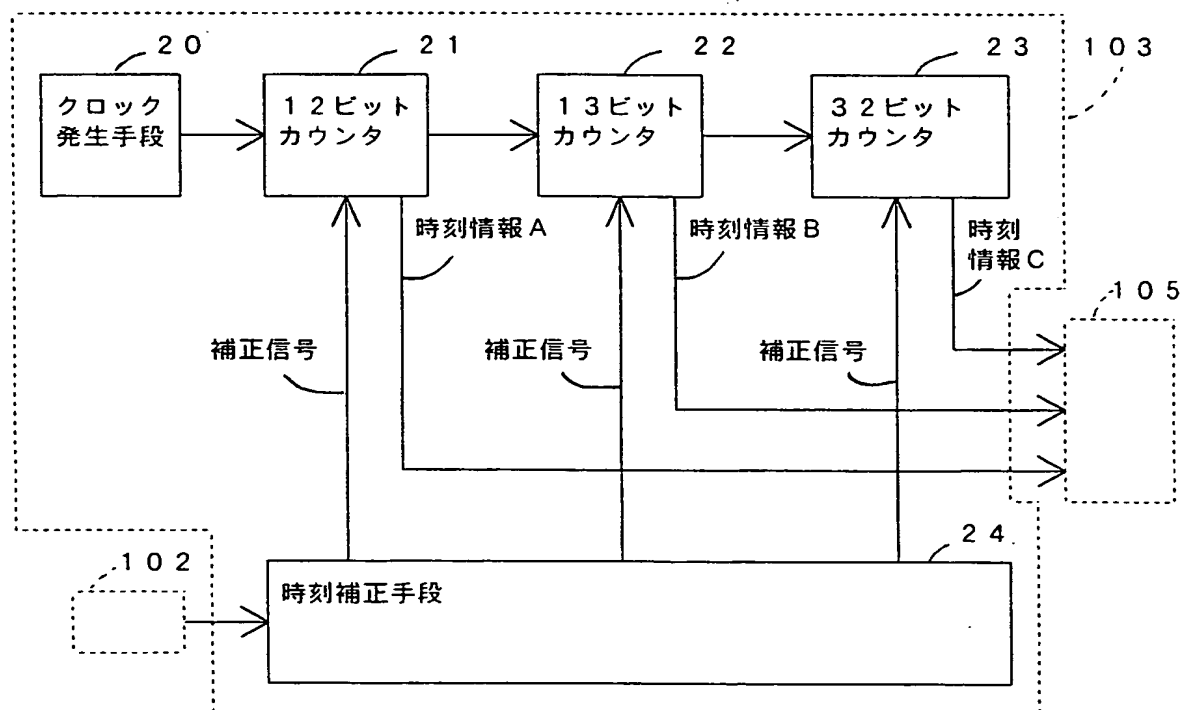 ２０
２１
２２
２３
１０３
クロック
発生手段
１２ビット
カウンタ
１３ビット
カウンタ
３２ビット
カウンタ
時刻情報Ａ
時刻情報Ｂ
時刻
情報Ｃ
１０５
補正信号
補正信号
補正信号
２４
１０２
時刻補正手段